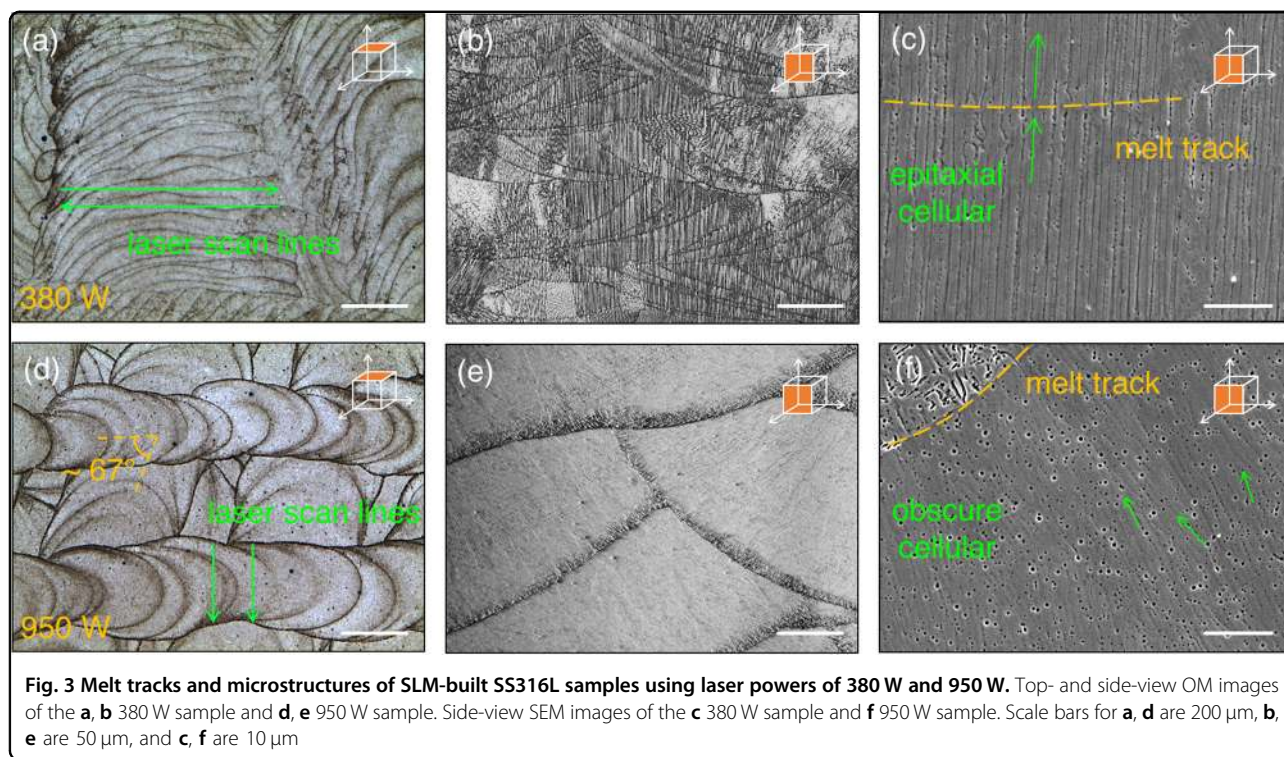 (a)
laser scan lines
380 W
(b)
(c)
melt track
epitaxial
cellular
(d)
~ 67°
laser scan lines
950 W
(e)
(f)
melt track
obscure
cellular
Fig. 3 Melt tracks and microstructures of SLM-built SS316L samples using laser powers of 380 W and 950 W. Top- and side-view OM images
of the a, b 380 W sample and d, e 950 W sample. Side-view SEM images of the c 380 W sample and f 950 W sample. Scale bars for a, d are 200 μm, b,
e are 50 μm, and c, f are 10 μm